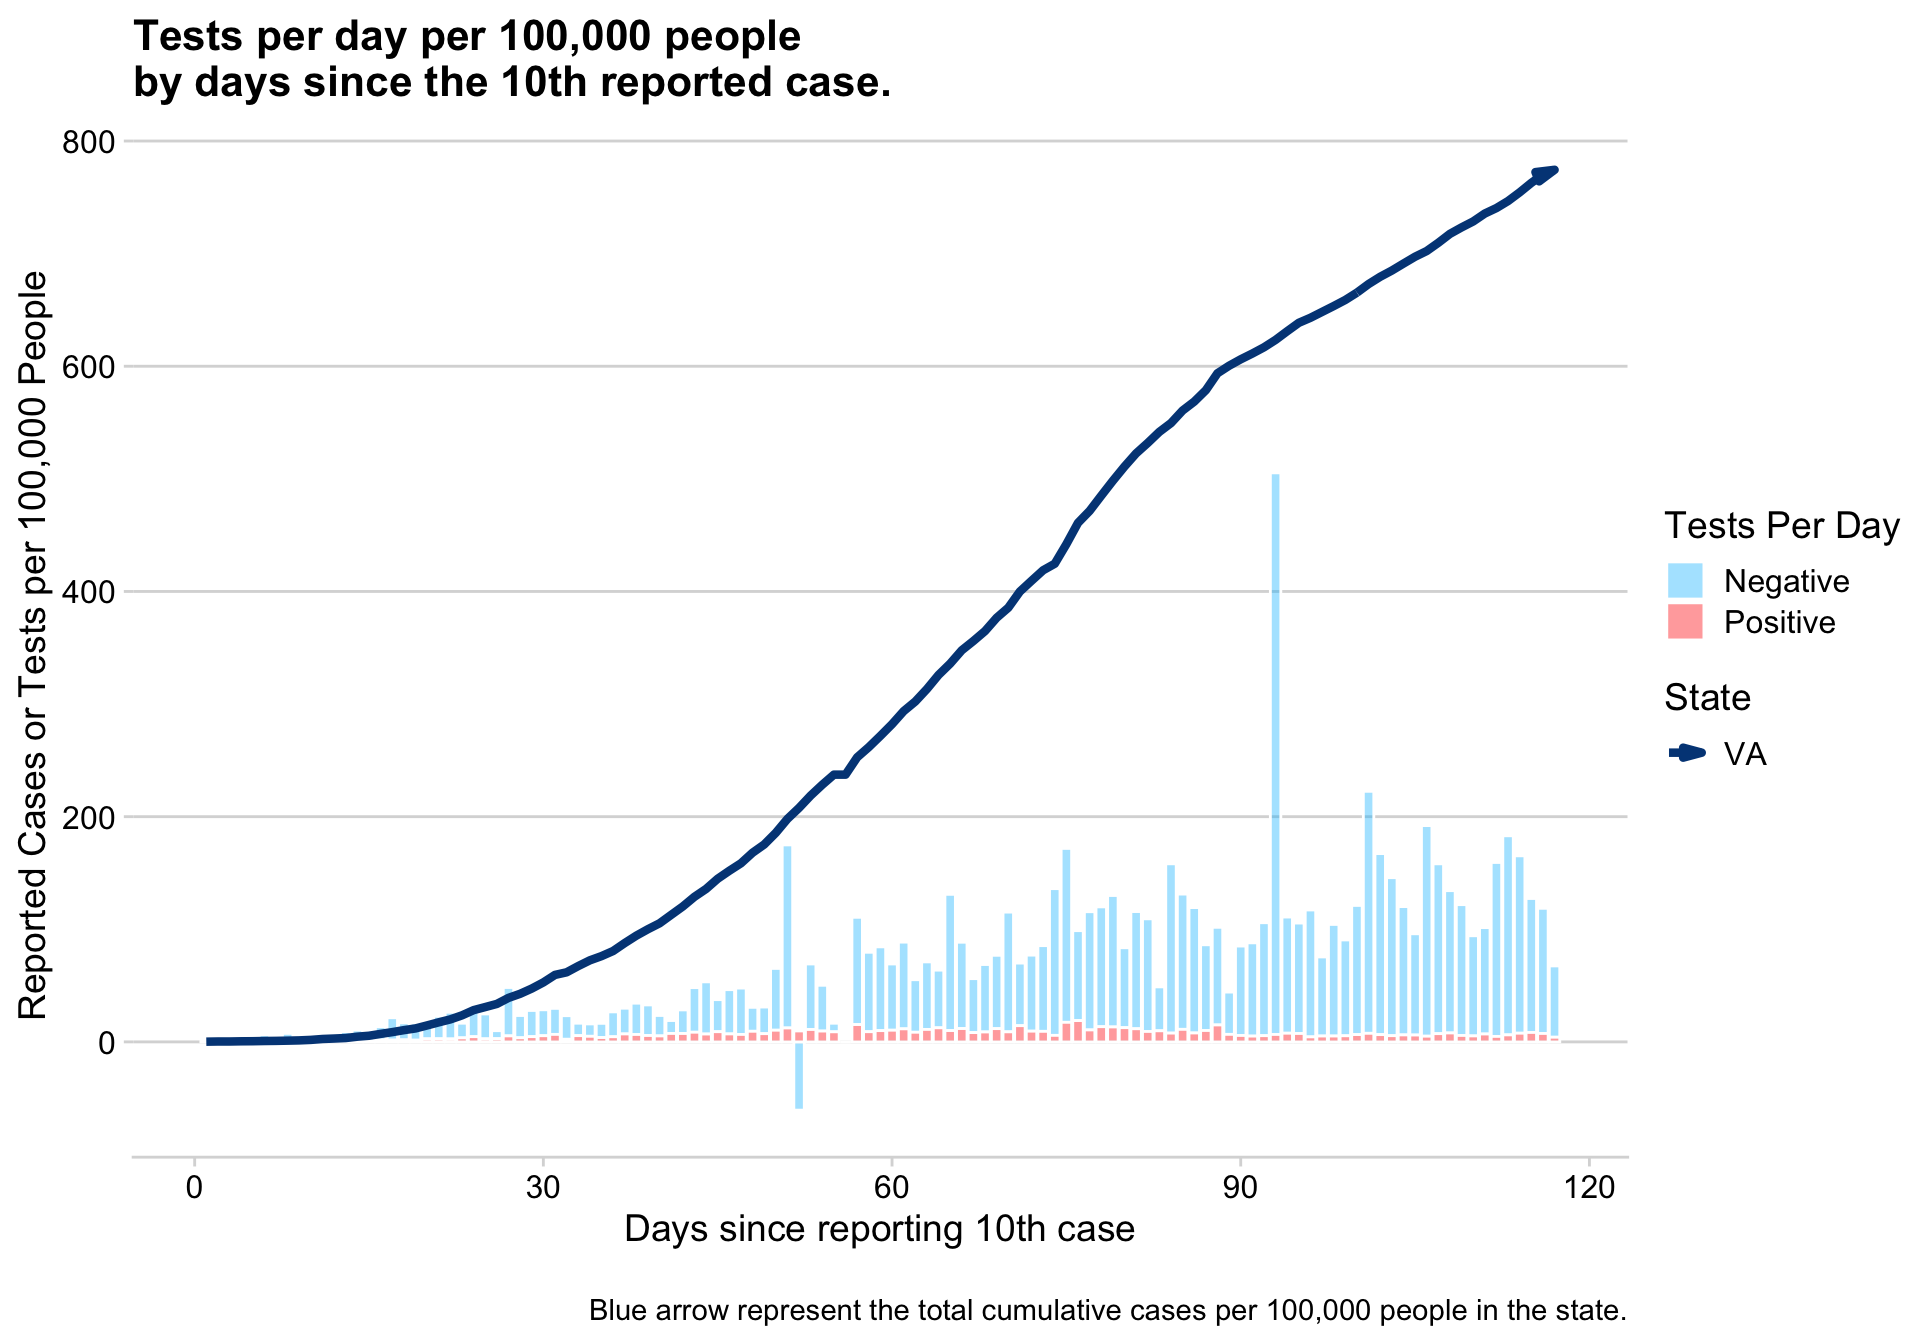 Tests per day per 100,000 people
by days since the 10th reported case.
Reported Cases or Tests per 100,000 People
800
600
400
200
0
0
30
60
90
120
Days since reporting 10th case
Tests Per Day
Negative
Positive
State
VA
Blue arrow represent the total cumulative cases per 100,000 people in the state.